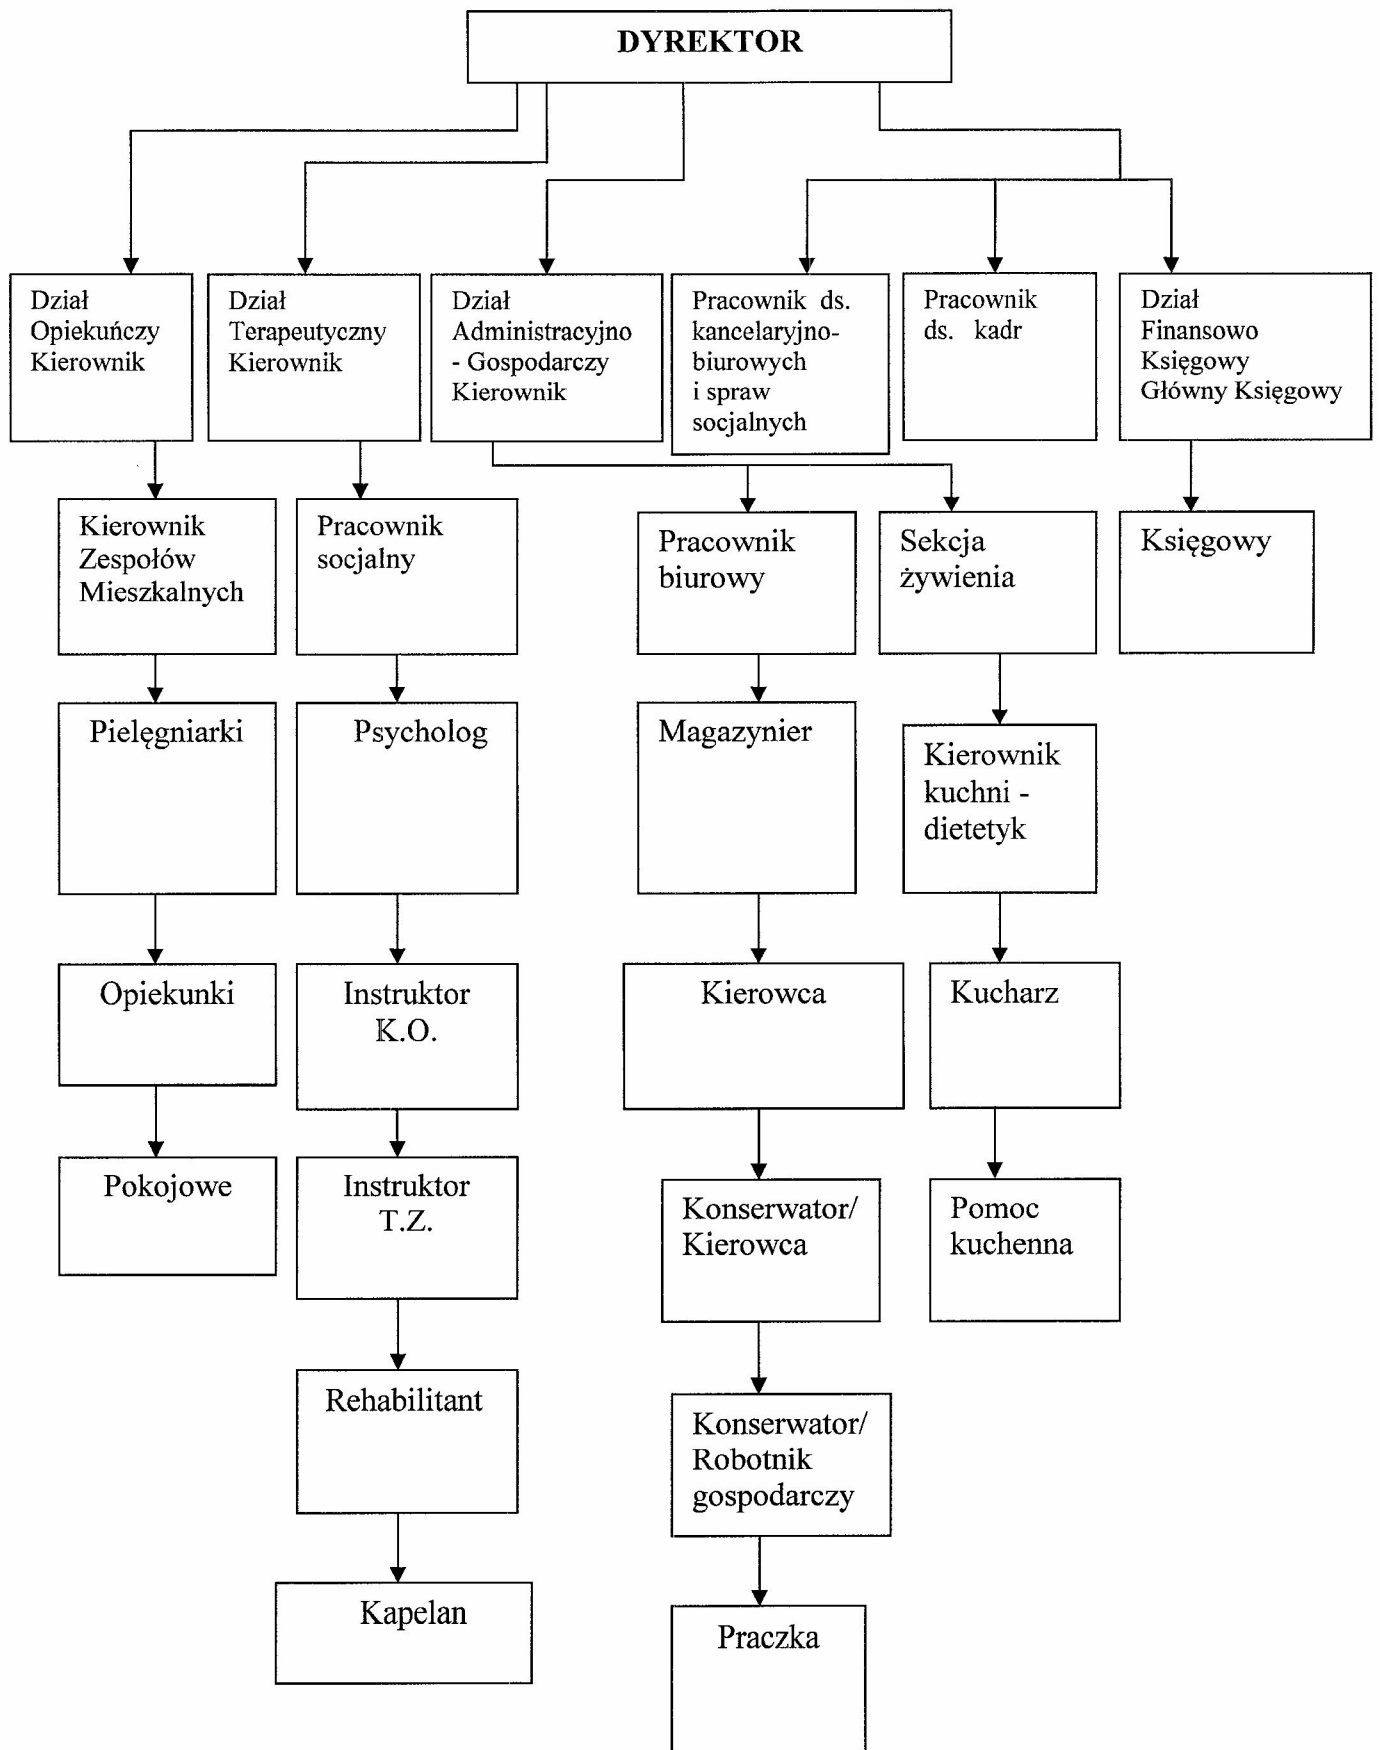 DYREKTOR
Dział
Opiekuńczy
Kierownik
Dział
Terapeutyczny
Kierownik
Dział
Administracyjno
- Gospodarczy
Kierownik
Pracownik ds.
kancelaryjno-
biurowych
i spraw
socjalnych
Pracownik
ds. kadr
Dział
Finansowo
Księgowy
Główny Księgowy
Kierownik
Zespołów
Mieszkalnych
Pracownik
socjalny
Pracownik
biurowy
Sekcja
żywienia
Księgowy
Pielęgniarki
Psycholog
Magazynier
Kierownik
kuchni -
dietetyk
Opiekunki
Instruktor
K.O.
Kierowca
Kucharz
Pokojowe
Instruktor
T.Z.
Konserwator/
Kierowca
Pomoc
kuchenna
Rehabilitant
Konserwator/
Robotnik
gospodarczy
Kapelan
Praczka